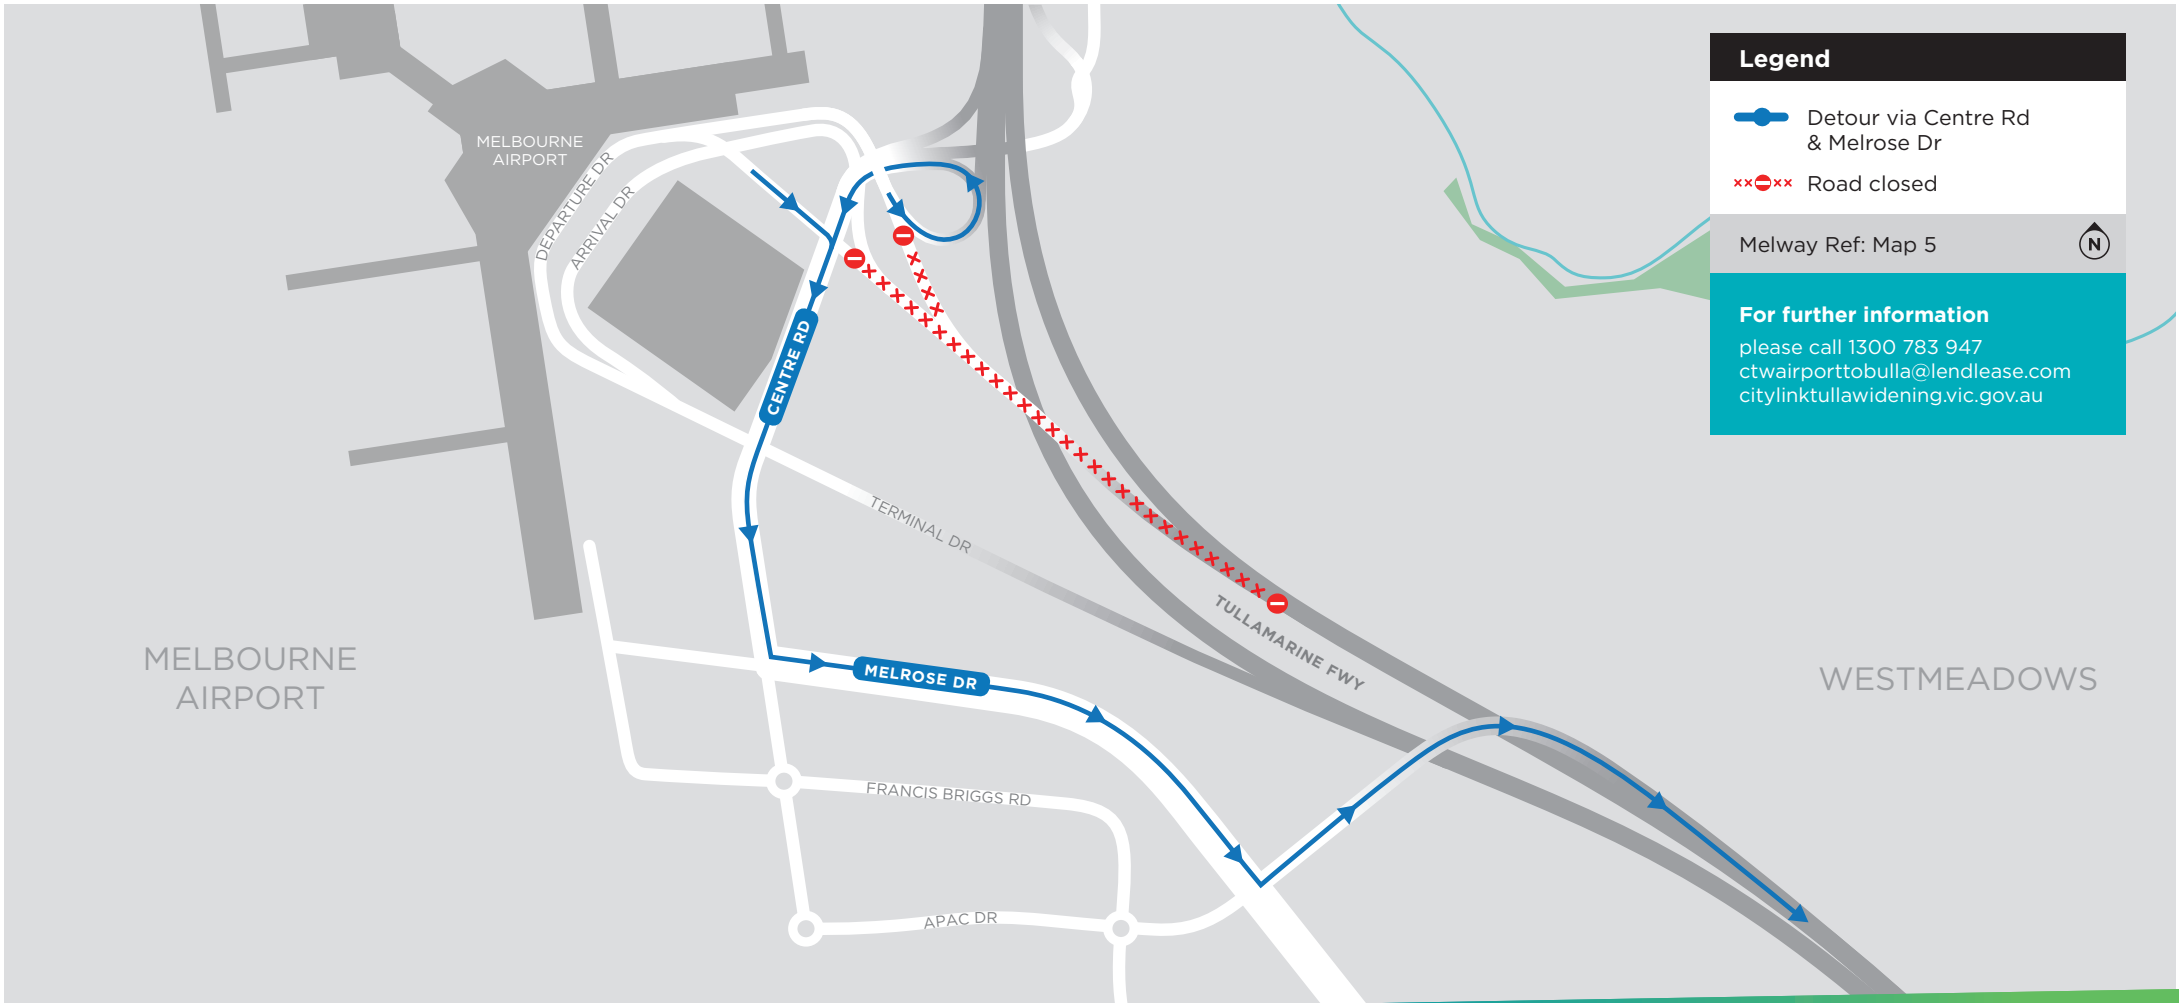 MELBOURNE
AIRPORT
DEPARTURE DR
ARRIVAL DR
CENTRE RD
TERMINAL DR
TULLAMARINE FWY
MELBOURNE
AIRPORT
MELROSE DR
WESTMEADOWS
FRANCIS BRIGGS RD
APAC DR
Legend
Detour via Centre Rd
& Melrose Dr
Road closed
Melway Ref: Map 5
N
For further information
please call 1300 783 947
ctwairporttobulla@lendlease.com
citylinktullawidening.vic.gov.au